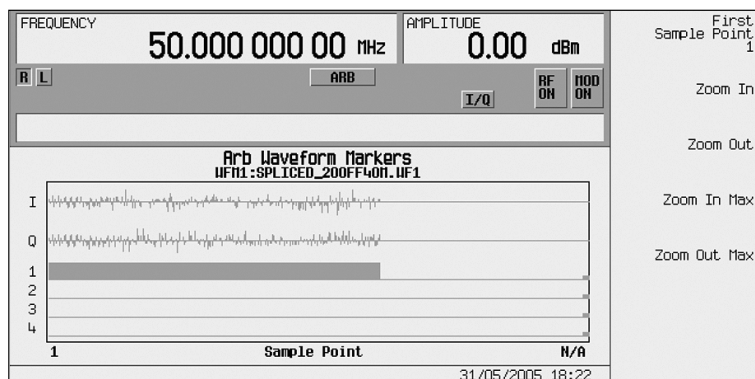 FREQUENCY
50.000 000 00 MHz
AMPLITUDE
0.00 dBm
R L
ARB
I/Q
RF ON
MOD ON
Arb Waveform Markers
WFM1:SPLICED_200FF40M.WF1
I
Q
1
2
3
4
1 Sample Point N/A
31/05/2005 18:22
First
Sample Point
1
Zoom In
Zoom Out
Zoom In Max
Zoom Out Max